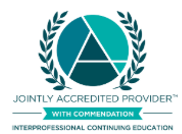 JOINTLY ACCREDITED PROVIDER™
WITH COMMENDATION
INTERPROFESSIONAL CONTINUING EDUCATION